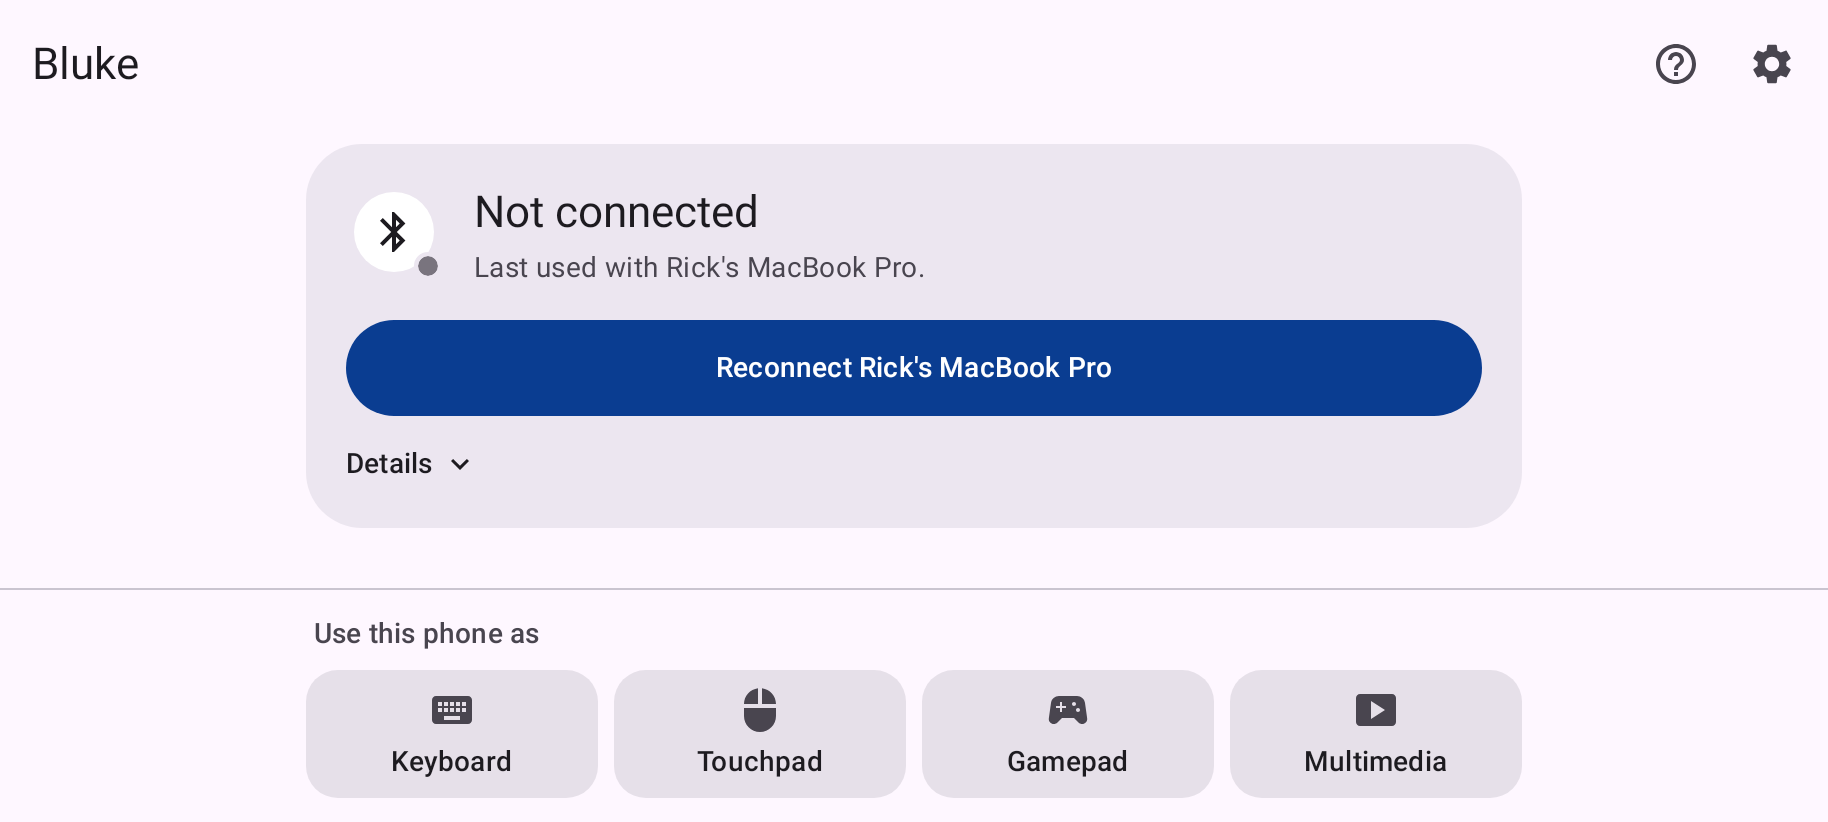 Bluke
Not connected
Last used with Rick's MacBook Pro.
Reconnect Rick's MacBook Pro
Details
Use this phone as
Keyboard
Touchpad
Gamepad
Multimedia